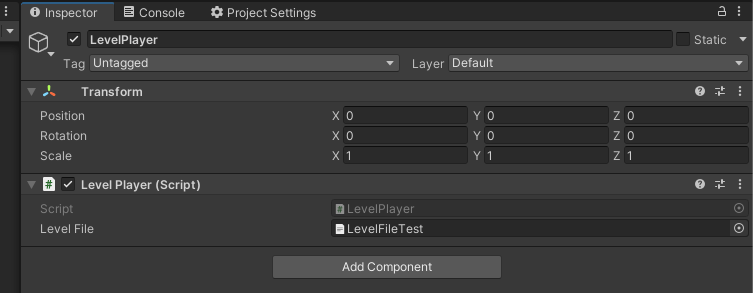 Inspector Console Project Settings
LevelPlayer Static
Tag Untagged Layer Default
Transform
Position X 0 Y 0 Z 0
Rotation X 0 Y 0 Z 0
Scale X 1 Y 1 Z 1
# Level Player (Script)
Script # LevelPlayer
Level File LevelFileTest
Add Component